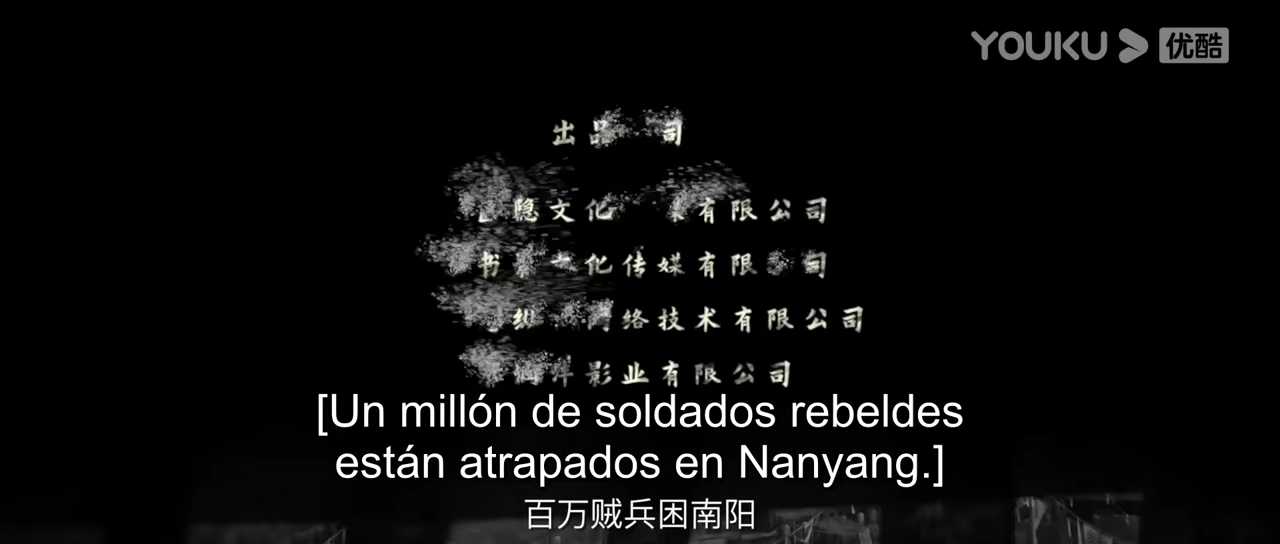 YOUKU 优酷
出品 司
隐文化 有限公司
书 化传媒有限 司
纵 网络技术有限公司
影业有限公司
[Un millón de soldados rebeldes
están atrapados en Nanyang.]
百万贼兵困南阳